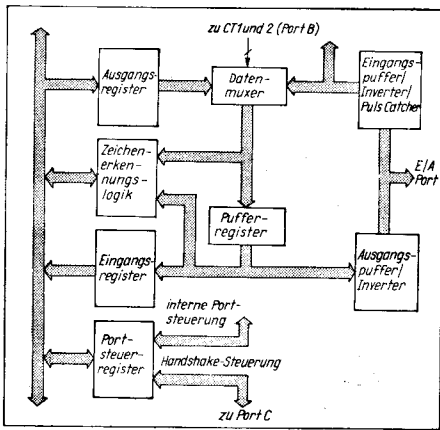 zu CT1 und 2 (Port B)
Ausgangs-
register
Daten-
muxer
Eingangs-
puffer/
Inverter/
Puls Catcher
Zeichen-
erken-
nungs-
logik
E/A
Port
Puffer-
register
Eingangs-
register
Ausgangs-
puffer/
Inverter
interne Port-
steuerung
Port-
steuer-
register
Handshake-Steuerung
zu Port C